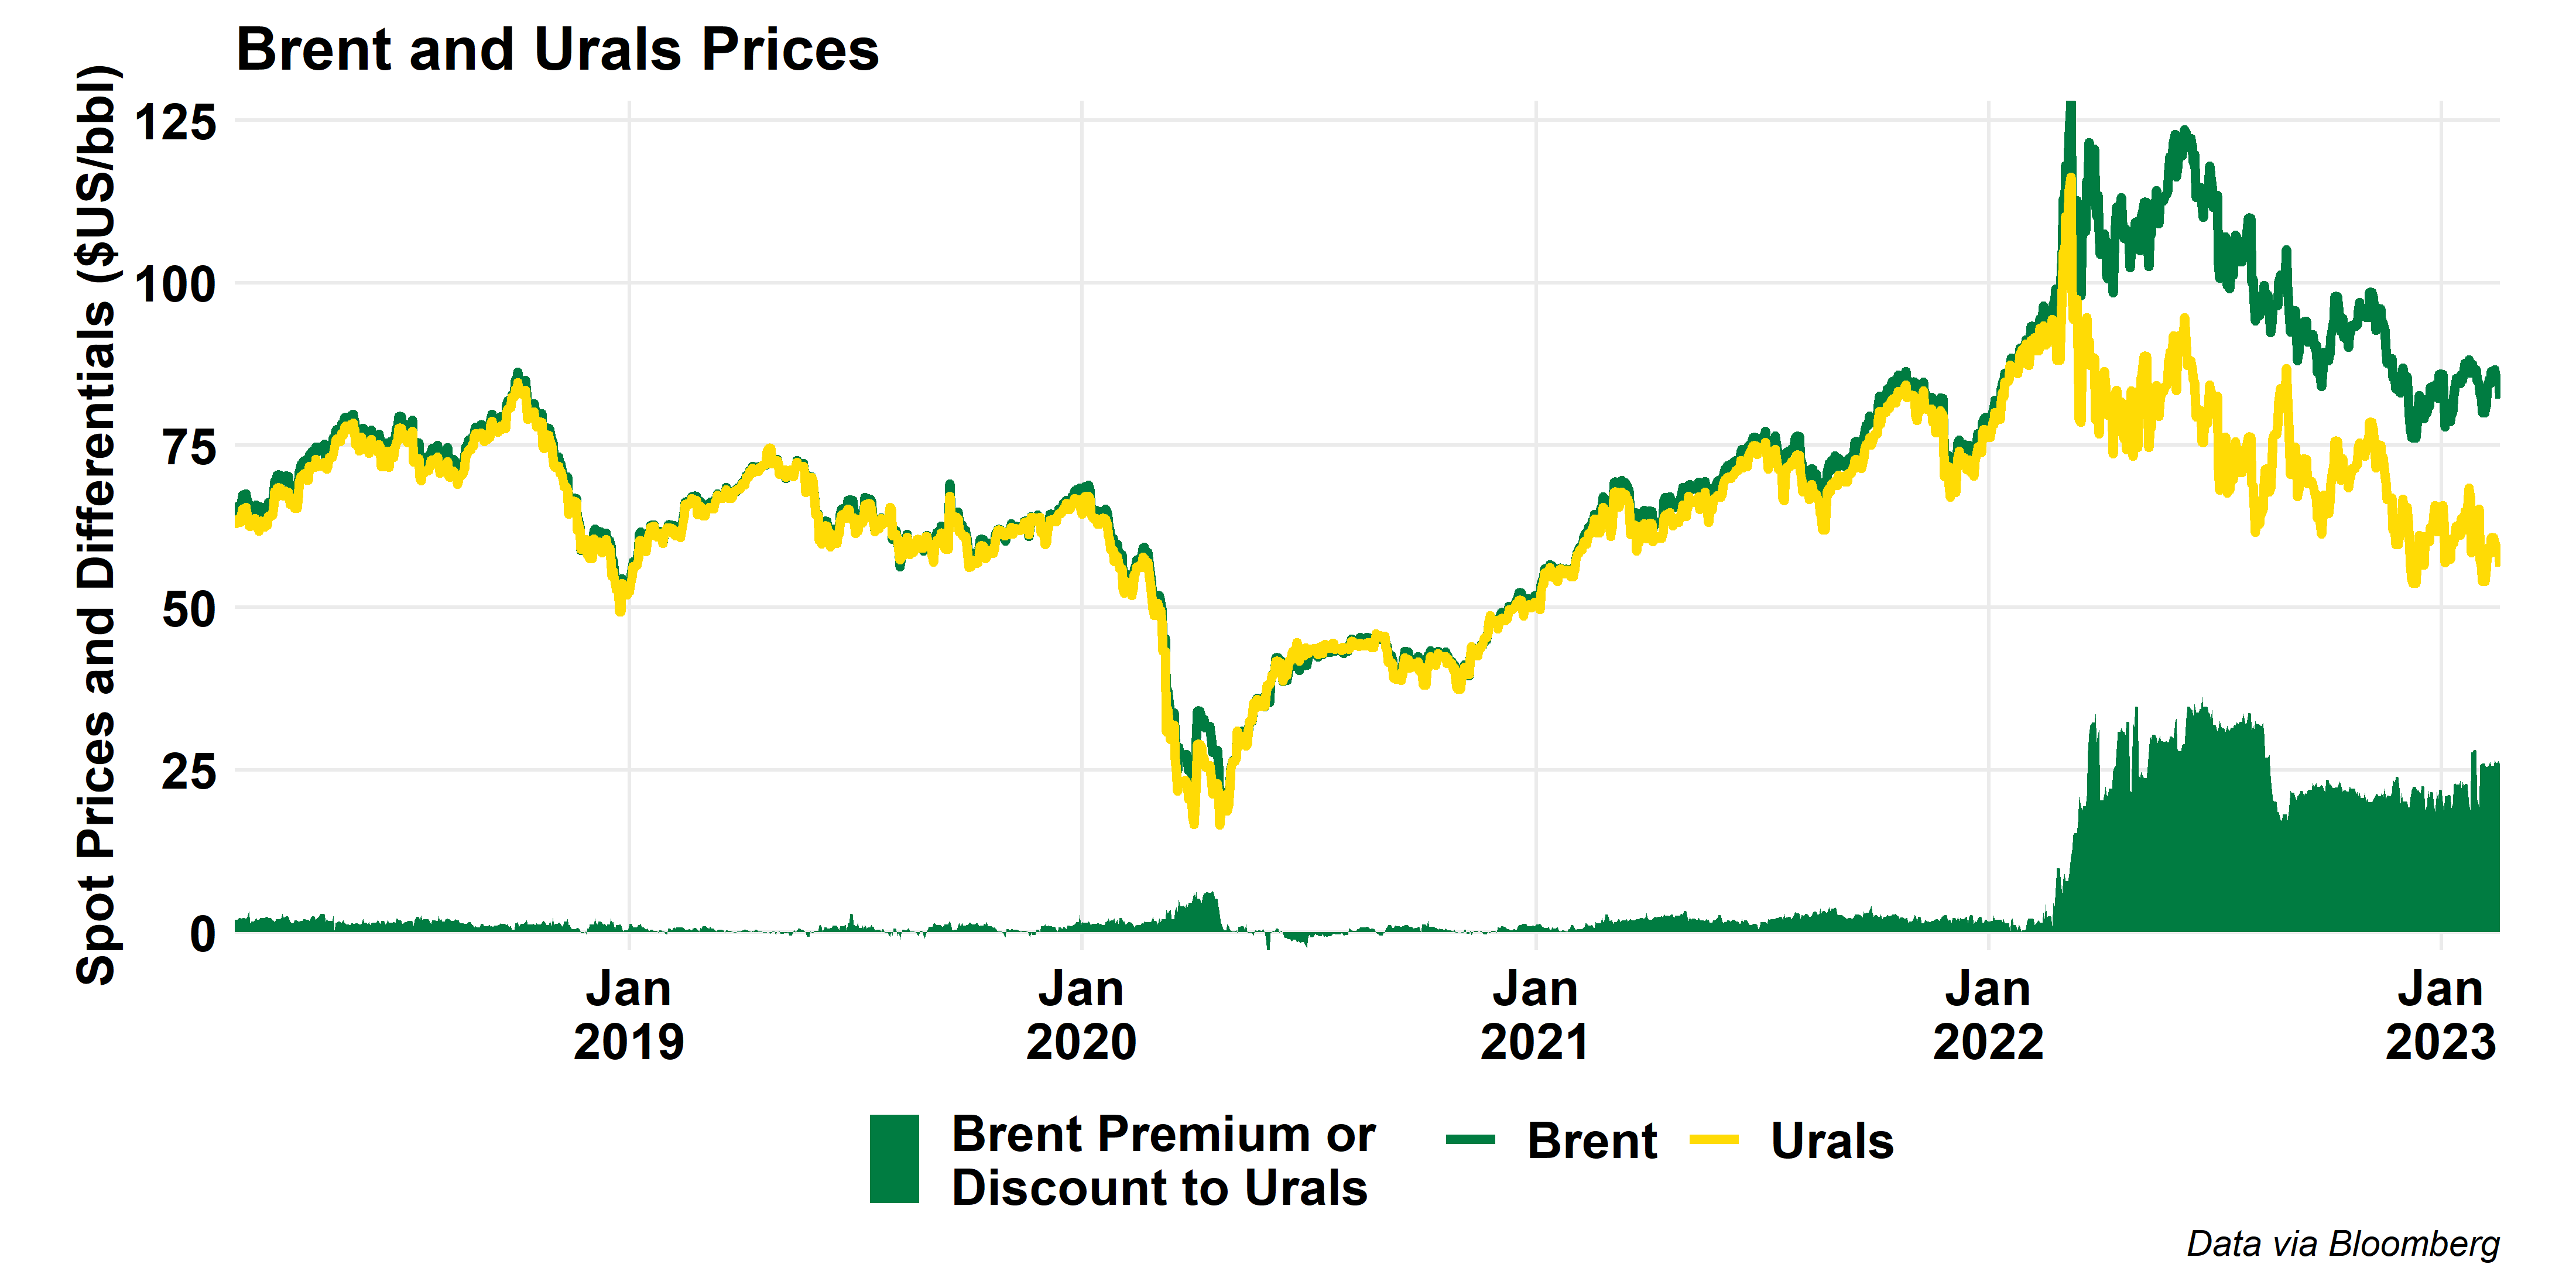 Brent and Urals Prices
Spot Prices and Differentials ($US/bbl)
125
100
75
50
25
0
Jan
2019
Jan
2020
Jan
2021
Jan
2022
Jan
2023
Brent Premium or
Discount to Urals
Brent
Urals
Data via Bloomberg